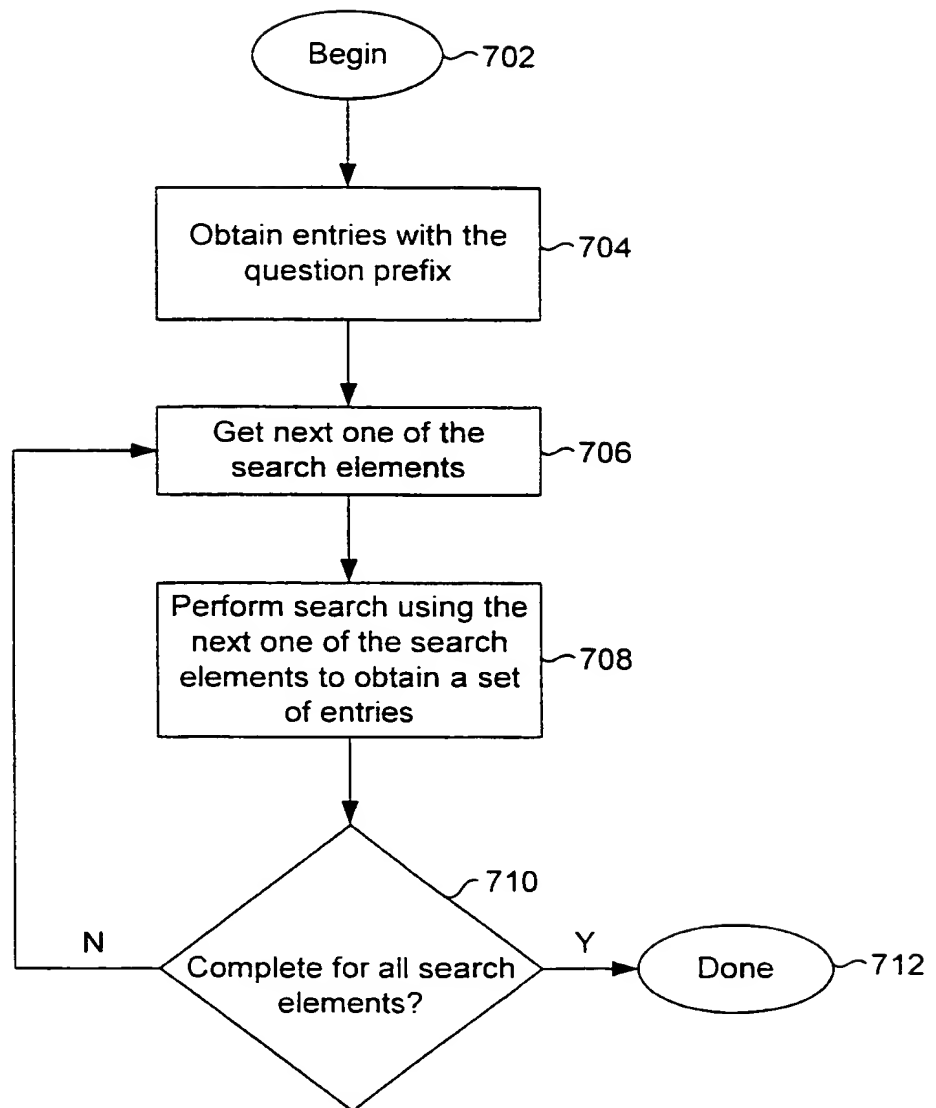 Begin
702
Obtain entries with the
question prefix
704
Get next one of the
search elements
706
Perform search using the
next one of the search
elements to obtain a set
of entries
708
710
N
Y
Complete for all search
elements?
Done
712